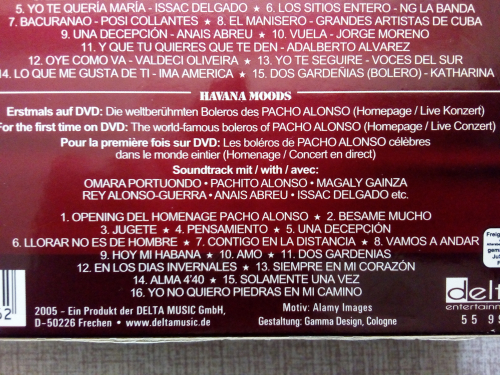 5. YO TE QUERÍA MARÍA - ISSAC DELGADO ★ 6. LOS SITIOS ENTERO - NG LA BANDA
7. BACURANAO - POSI COLLANTES ★ 8. EL MANISERO - GRANDES ARTISTAS DE CUBA
9. UNA DECEPCIÓN - ANAIS ABREU ★ 10. VUELA - JORGE MORENO
11. Y QUE TU QUIERES QUE TE DEN - ADALBERTO ALVAREZ
12. OYE COMO VA - VALDECI OLIVEIRA ★ 13. YO TE SEGUIRE - VOCES DEL SUR
14. LO QUE ME GUSTA DE TI - IMA AMERICA ★ 15. DOS GARDEÑIAS (BOLERO) - KATHARINA
HAVANA MOODS
Erstmals auf DVD: Die weltberühmten Boleros des PACHO ALONSO (Homepage / Live Konzert)
For the first time on DVD: The world-famous boleros of PACHO ALONSO (Homepage / Live Concert)
Pour la première fois sur DVD: Les boléros de PACHO ALONSO célèbres
dans le monde eintier (Homenage / Concert en direct)
Soundtrack mit / with / avec:
OMARA PORTUONDO • PACHITO ALONSO • MAGALY GAINZA
REY ALONSO-GUERRA • ANAIS ABREU • ISSAC DELGADO etc.
1. OPENING DEL HOMENAGE PACHO ALONSO ★ 2. BESAME MUCHO
3. JUGETE ★ 4. PENSAMIENTO ★ 5. UNA DECEPCIÓN
6. LLORAR NO ES DE HOMBRE ★ 7. CONTIGO EN LA DISTANCIA ★ 8. VAMOS A ANDAR
9. HOY MI HABANA ★ 10. AMO ★ 11. DOS GARDENIAS
12. EN LOS DIAS INVERNALES ★ 13. SIEMPRE EN MI CORAZÓN
14. ALMA 4'40 ★ 15. SOLAMENTE UNA VEZ
16. YO NO QUIERO PIEDRAS EN MI CAMINO
2005 - Ein Produkt der DELTA MUSIC GmbH,
D-50226 Frechen • www.deltamusic.de
Motiv: Alamy Images
Gestaltung: Gamma Design, Cologne
delta
entertainm
55 95